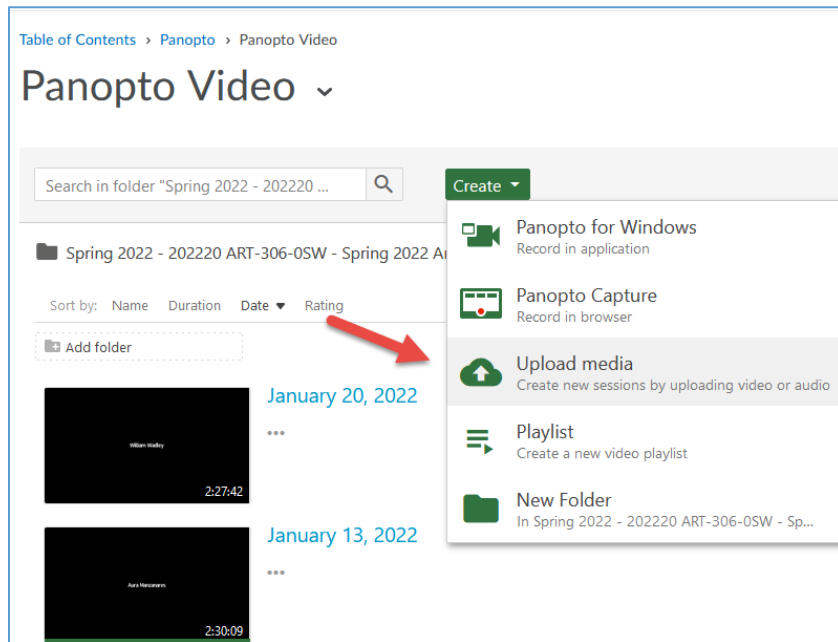 Table of Contents › Panopto › Panopto Video
Panopto Video
Search in folder "Spring 2022 - 202220 ...
Create
Panopto for Windows
Record in application
Spring 2022 - 202220 ART-306-0SW - Spring 2022 A
Panopto Capture
Record in browser
Sort by: Name Duration Date Rating
Add folder
Upload media
Create new sessions by uploading video or audio
January 20, 2022
...
William Wadley
2:27:42
Playlist
Create a new video playlist
New Folder
In Spring 2022 - 202220 ART-306-0SW - Sp...
January 13, 2022
...
Aura Manzanares
2:30:09